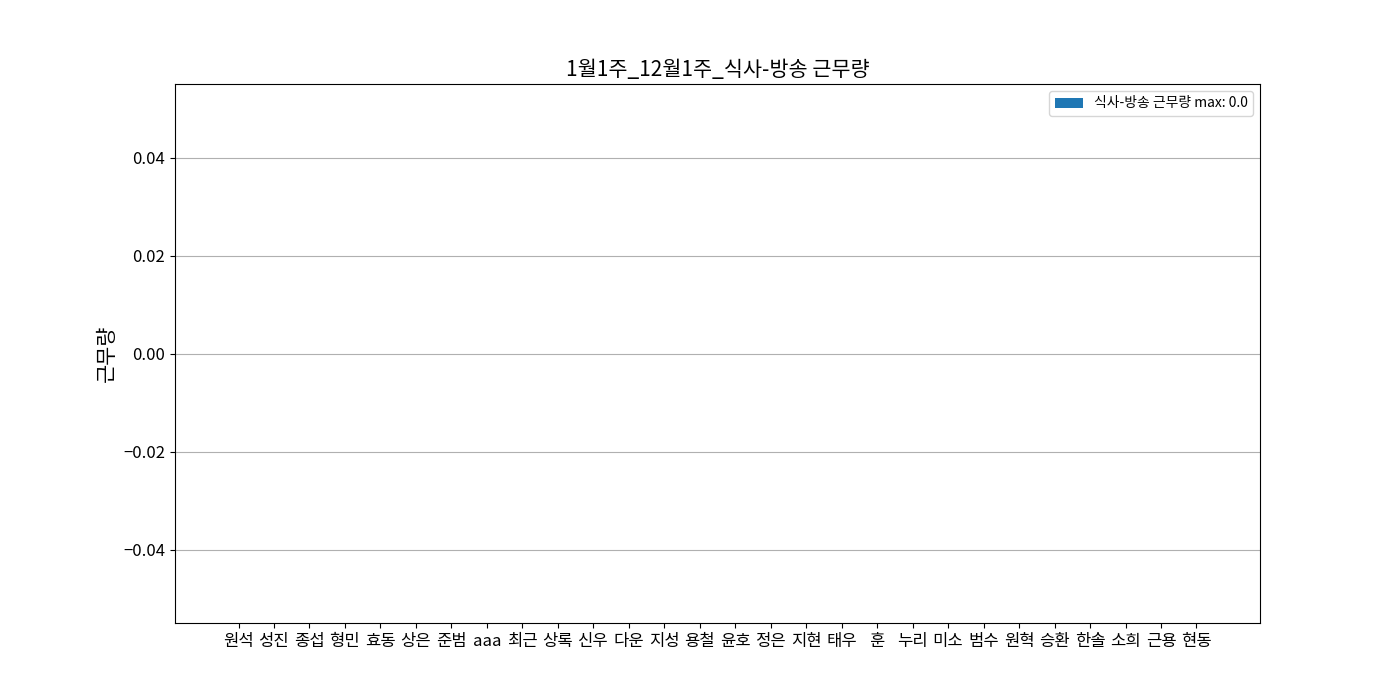 1월1주_12월1주_식사-방송 근무량
식사-방송 근무량 max: 0.0
0.04
0.02
0.00
−0.02
−0.04
근무량
원석 성진 종섭 형민 효동 상은 준범 aaa 최근 상록 신우 다운 지성 용철 윤호 정은 지현 태우 훈 누리 미소 범수 원혁 승환 한솔 소희 근용 현동